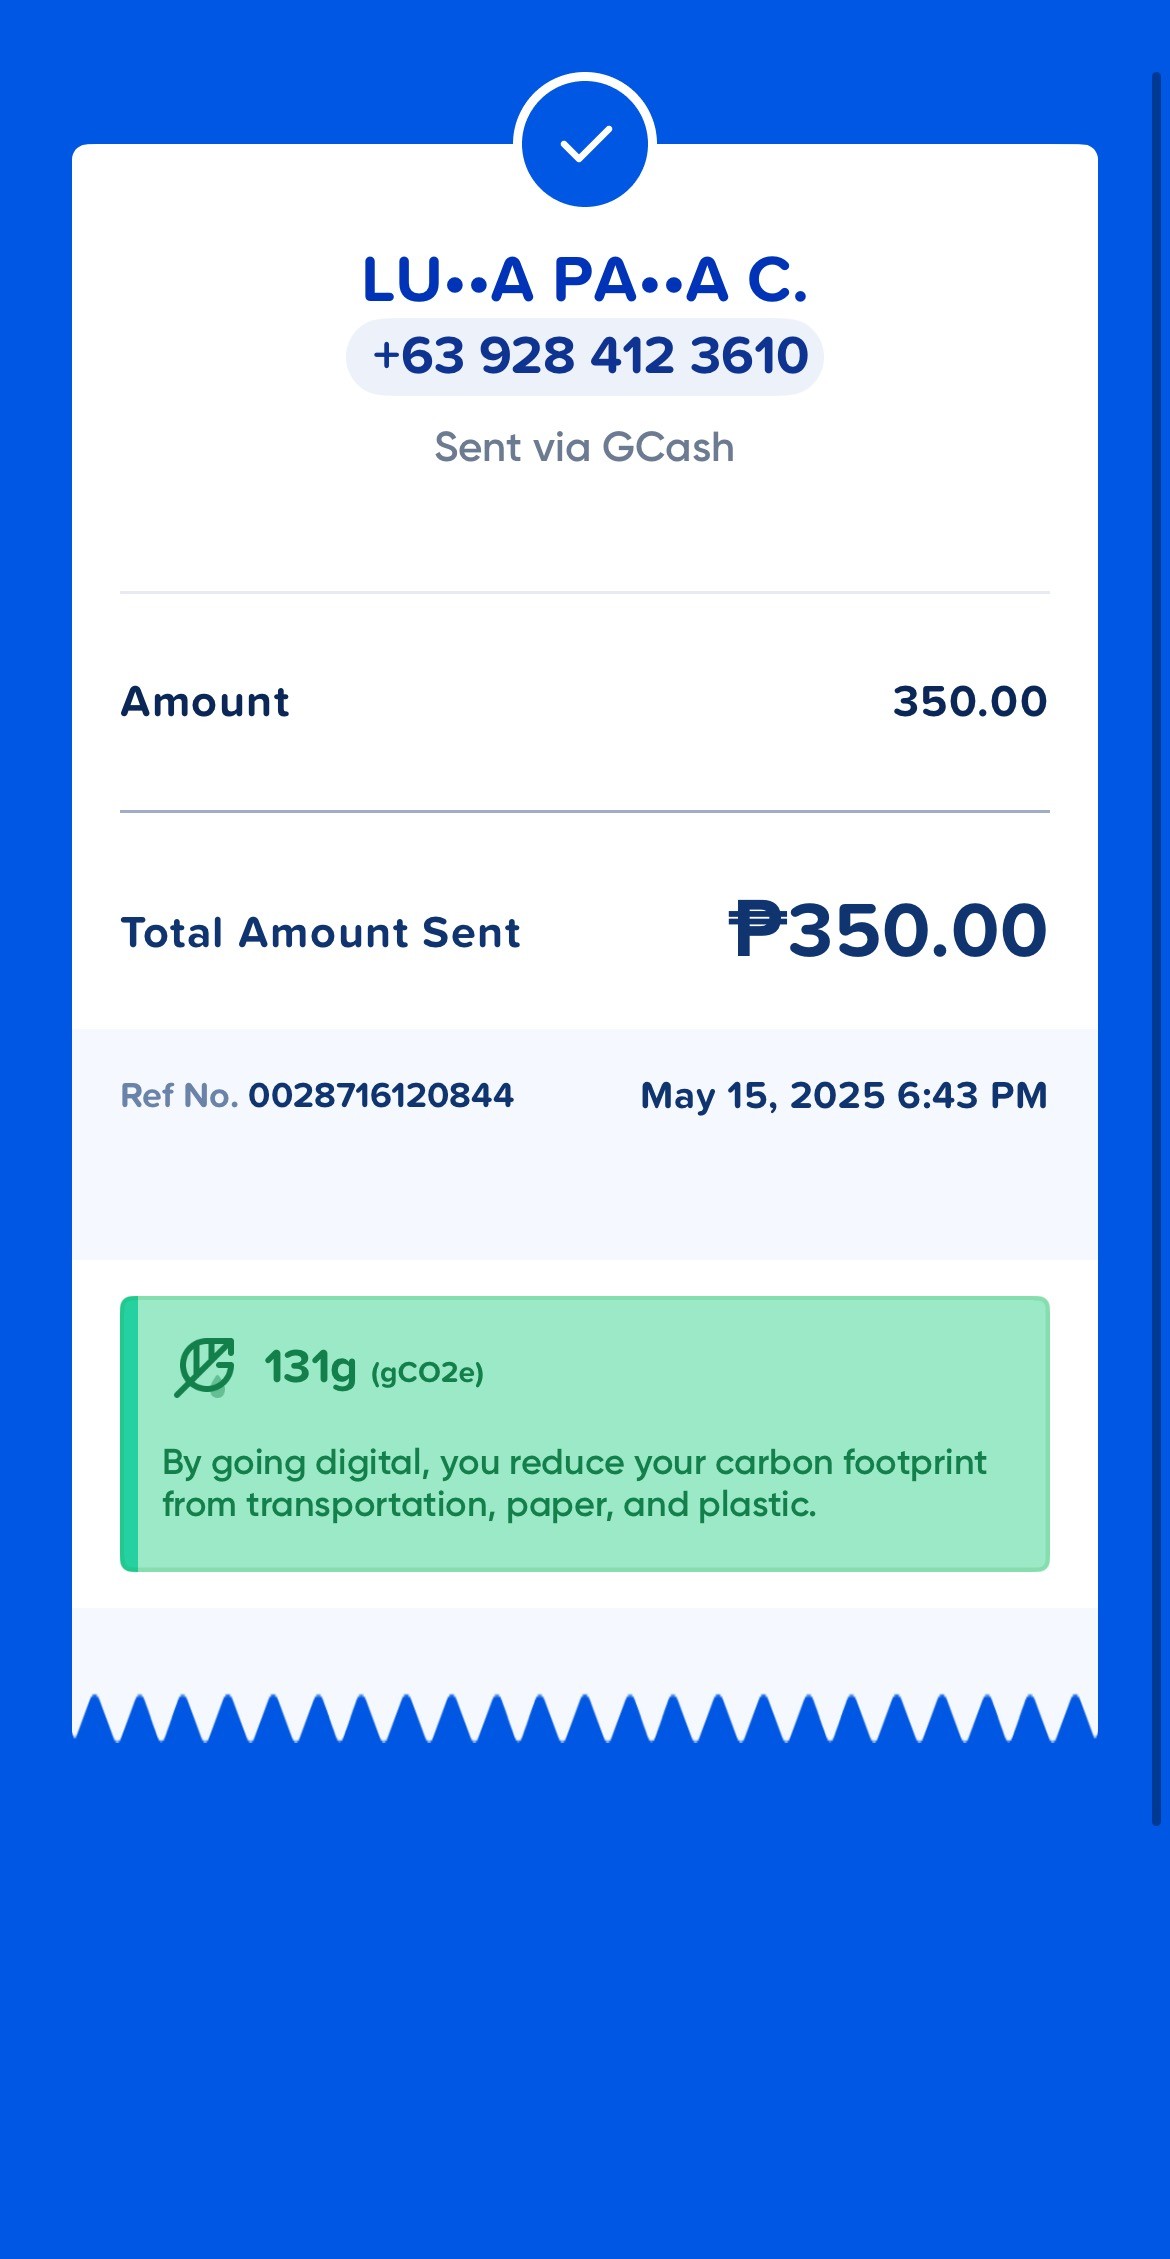 LU••A PA••A C.
+63 928 412 3610
Sent via GCash
Amount 350.00
Total Amount Sent ₱350.00
Ref No. 0028716120844 May 15, 2025 6:43 PM
131g (gCO2e)
By going digital, you reduce your carbon footprint
from transportation, paper, and plastic.